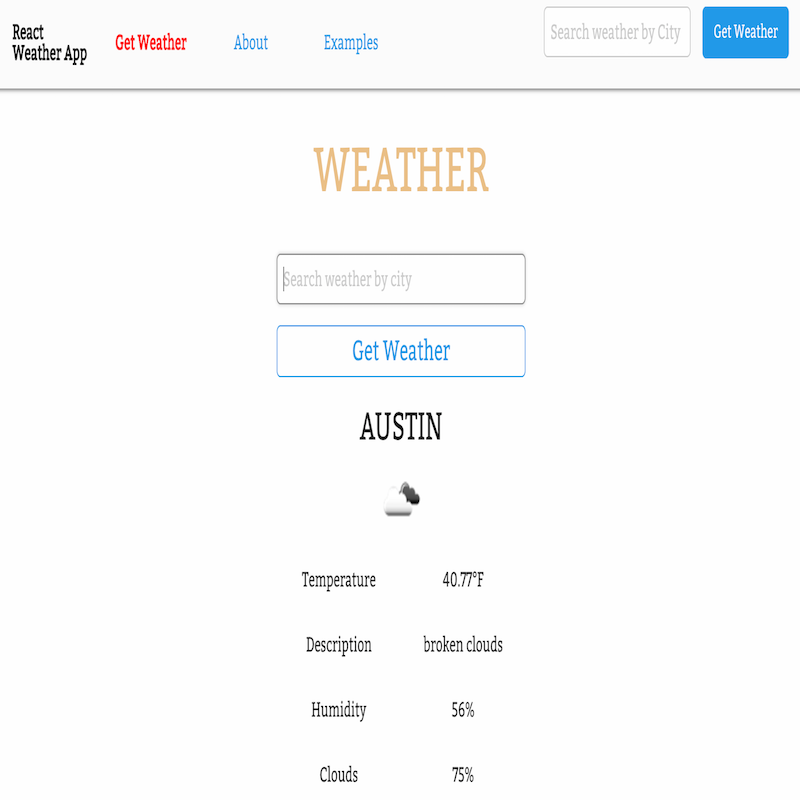 React
Weather App
Get Weather
About
Examples
Search weather by City
Get Weather
WEATHER
Search weather by city
Get Weather
AUSTIN
Temperature 40.77°F
Description broken clouds
Humidity 56%
Clouds 75%